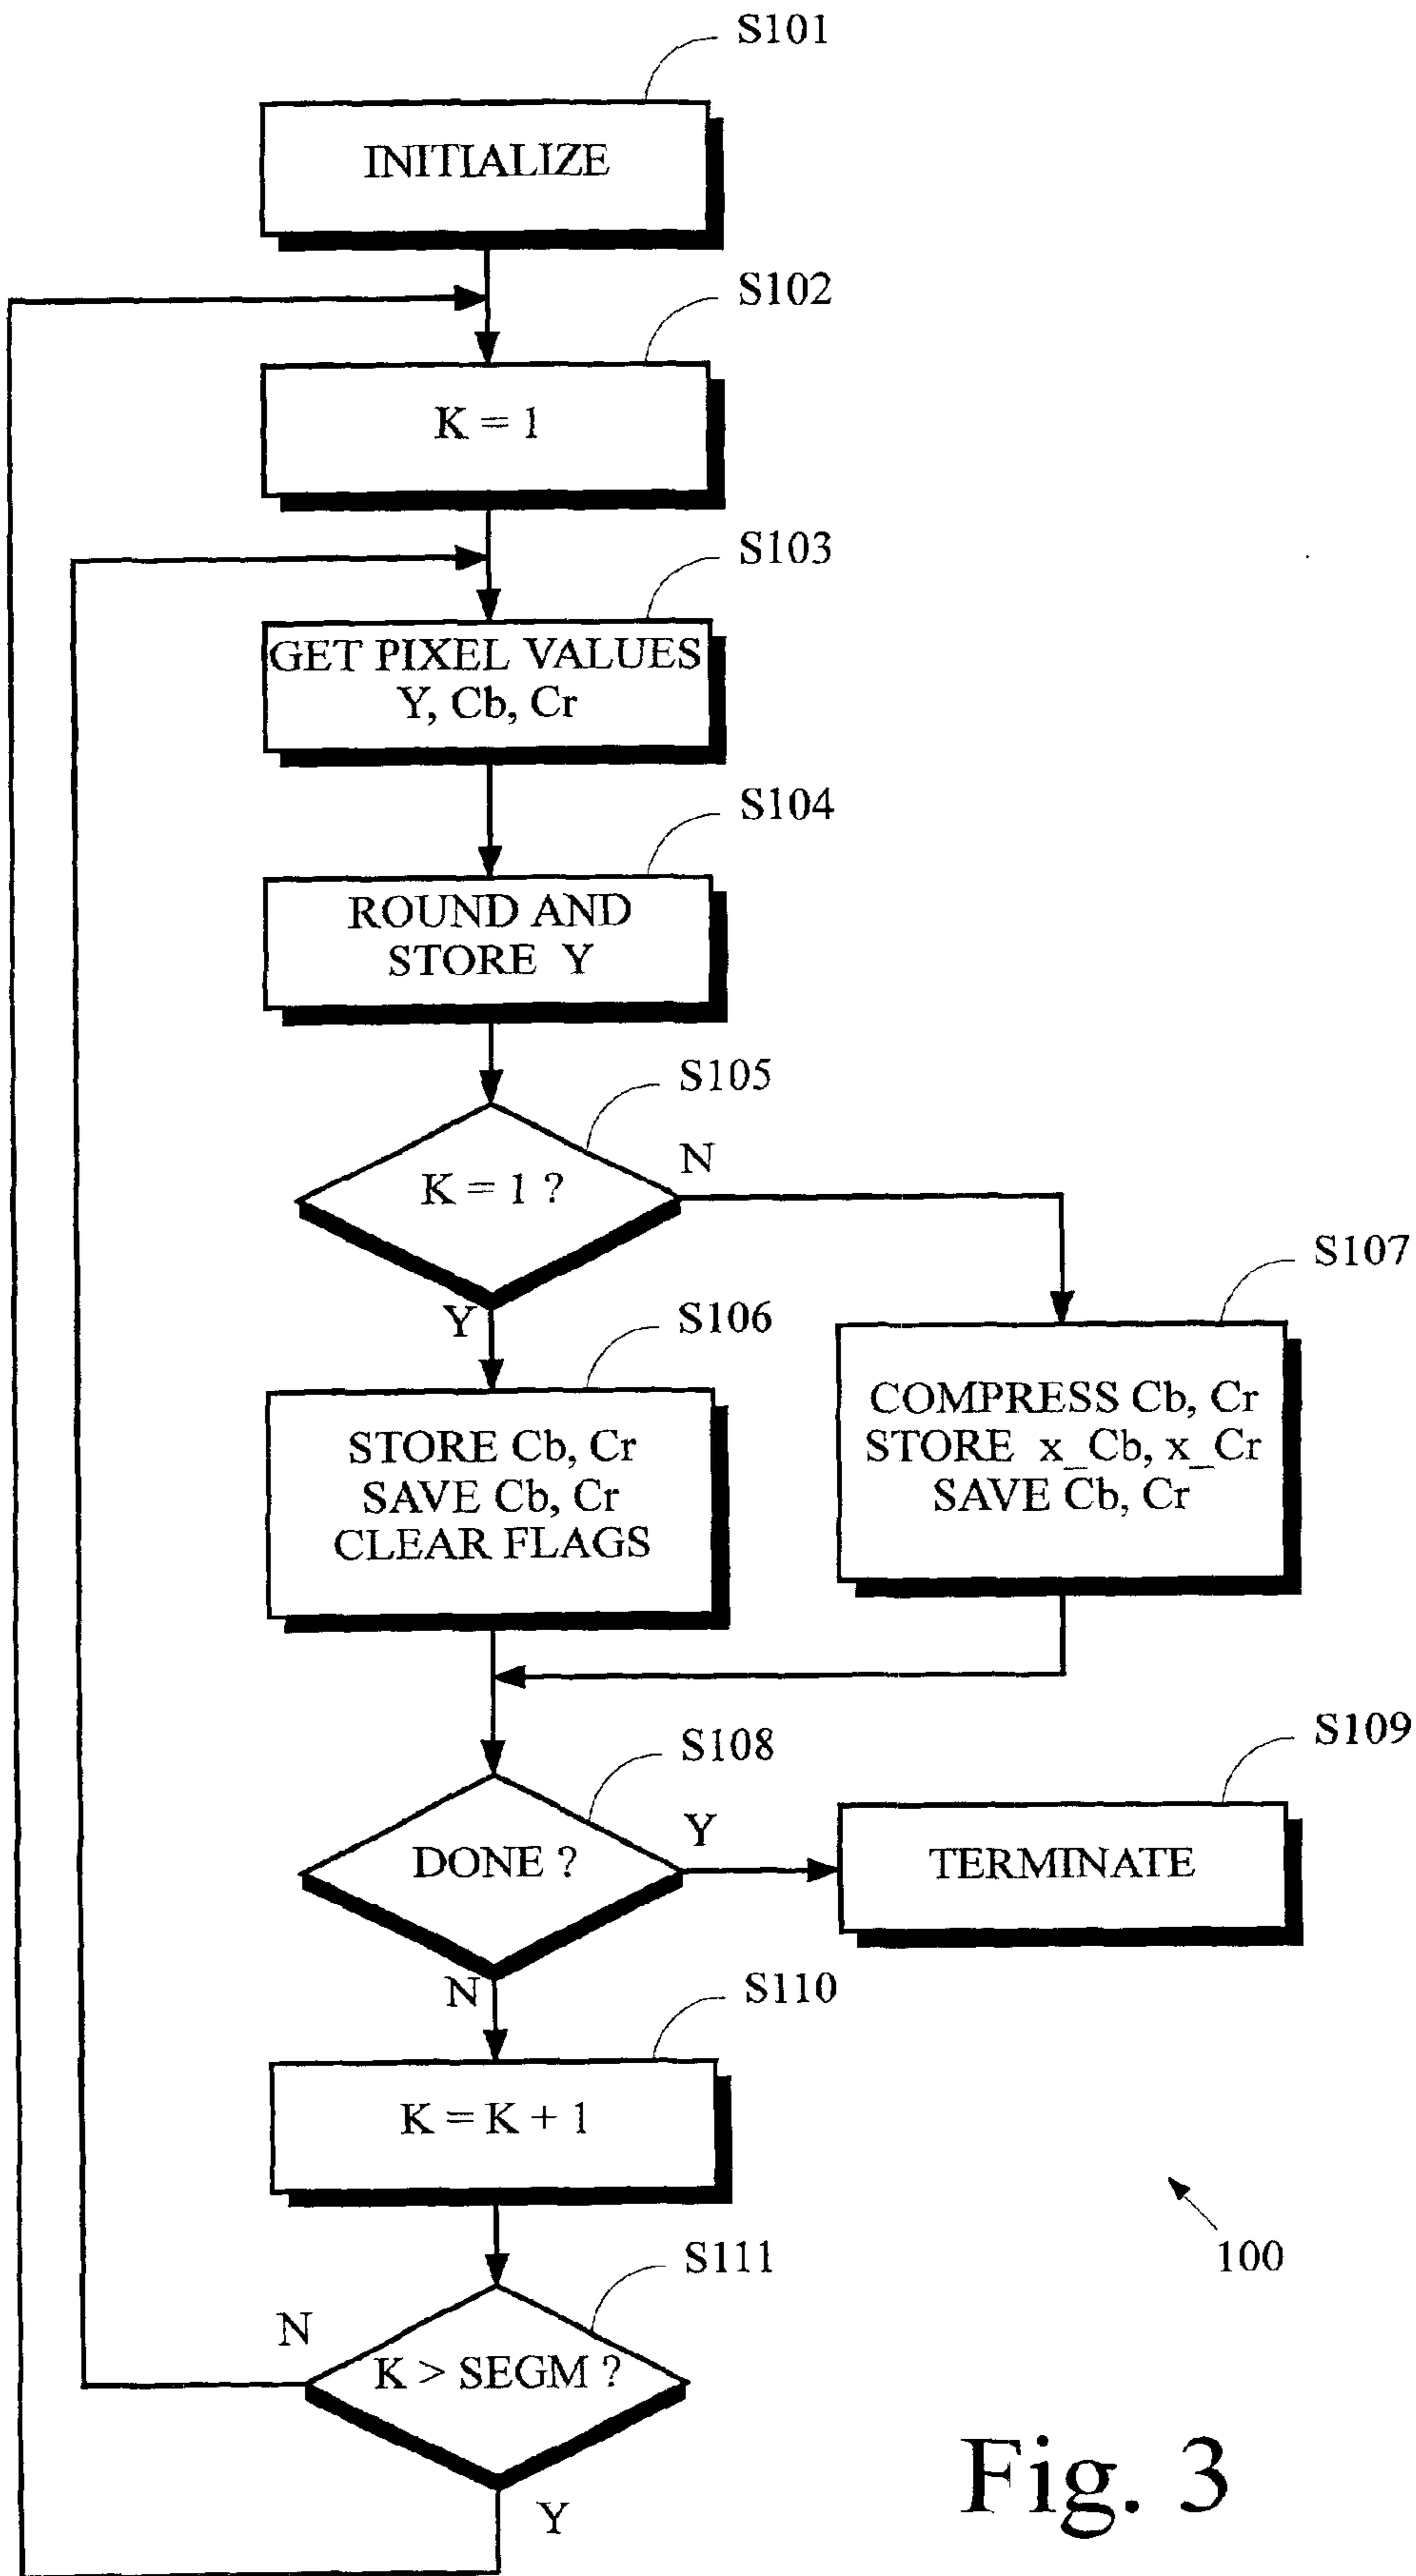 S101
INITIALIZE
S102
K = 1
S103
GET PIXEL VALUES
Y, Cb, Cr
S104
ROUND AND
STORE Y
S105
K = 1 ?
N
Y
S106
STORE Cb, Cr
SAVE Cb, Cr
CLEAR FLAGS
S107
COMPRESS Cb, Cr
STORE x_Cb, x_Cr
SAVE Cb, Cr
S108
DONE ?
Y
N
S109
TERMINATE
S110
K = K + 1
S111
K > SEGM ?
N
Y
100
Fig. 3